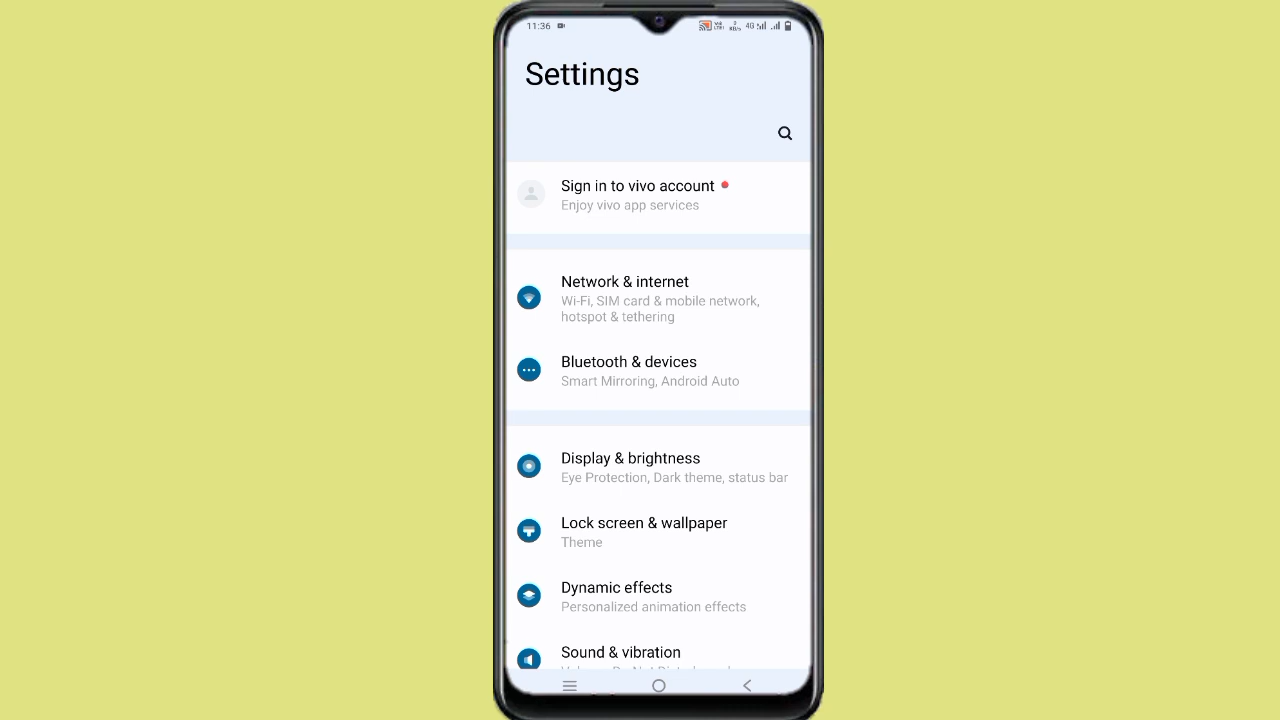 11:36
4G
Settings
Sign in to vivo account
Enjoy vivo app services
Network & internet
Wi-Fi, SIM card & mobile network,
hotspot & tethering
Bluetooth & devices
Smart Mirroring, Android Auto
Display & brightness
Eye Protection, Dark theme, status bar
Lock screen & wallpaper
Theme
Dynamic effects
Personalized animation effects
Sound & vibration